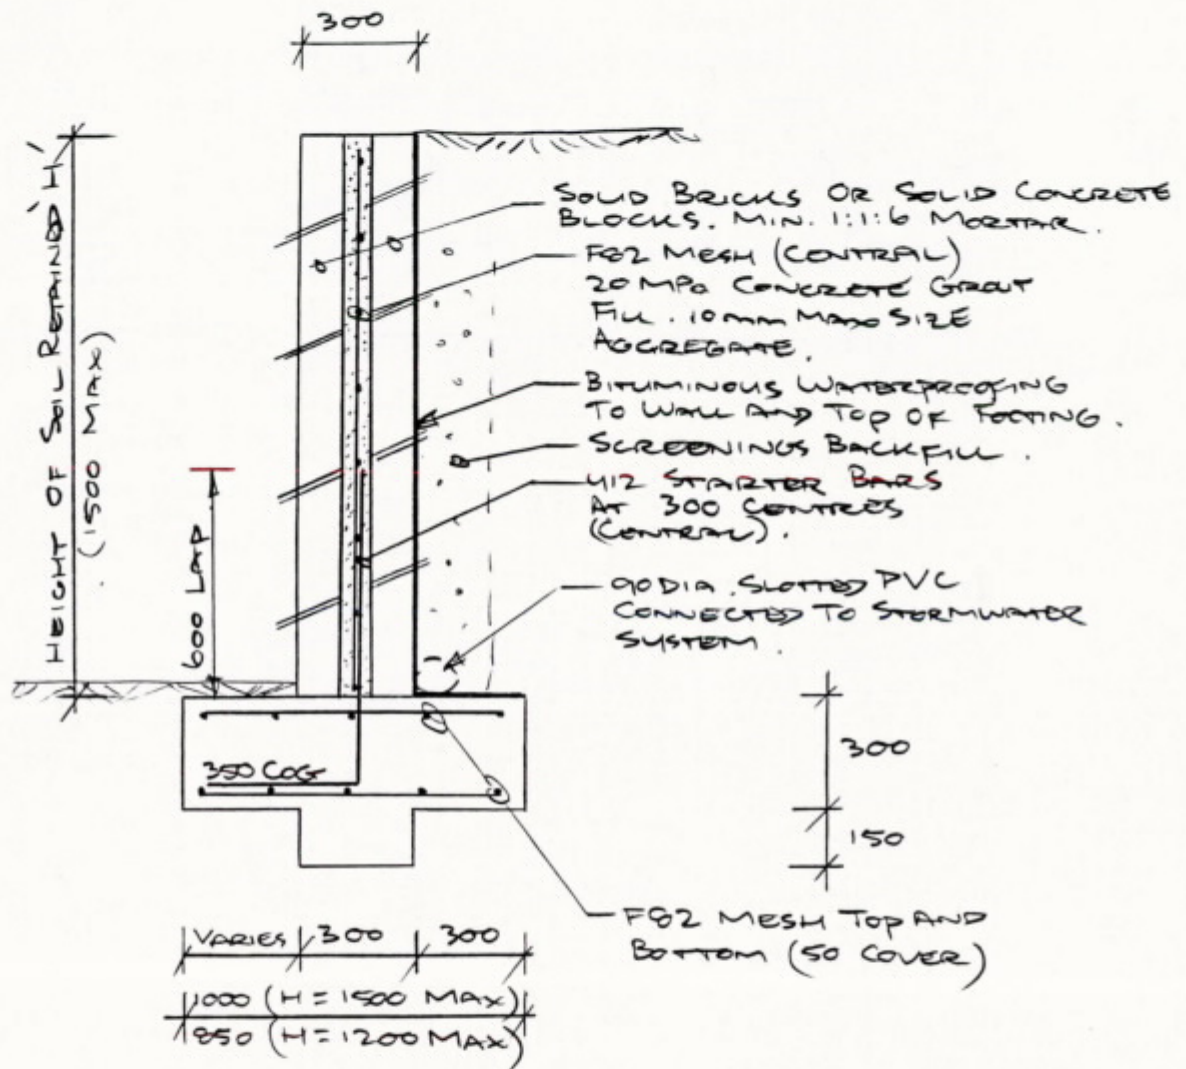 300
HEIGHT OF SOIL RETAINED 'H'
(1500 MAX)
SOLID BRICKS OR SOLID CONCRETE
BLOCKS. MIN. 1:1:6 MORTAR.
F82 MESH (CENTRAL)
20 MPa CONCRETE GROUT
FILL. 10mm MAX SIZE
AGGREGATE.
BITUMINOUS WATERPROOFING
TO WALL AND TOP OF FOOTING.
SCREENINGS BACKFILL.
Y12 STARTER BARS
AT 300 CENTRES
(CENTRAL).
600 LAP
90 DIA. SLOTTED PVC
CONNECTED TO STORMWATER
SYSTEM.
350 COG
300
150
F82 MESH TOP AND
BOTTOM (50 COVER)
VARIES 300 300
1000 (H = 1500 MAX)
850 (H = 1200 MAX)